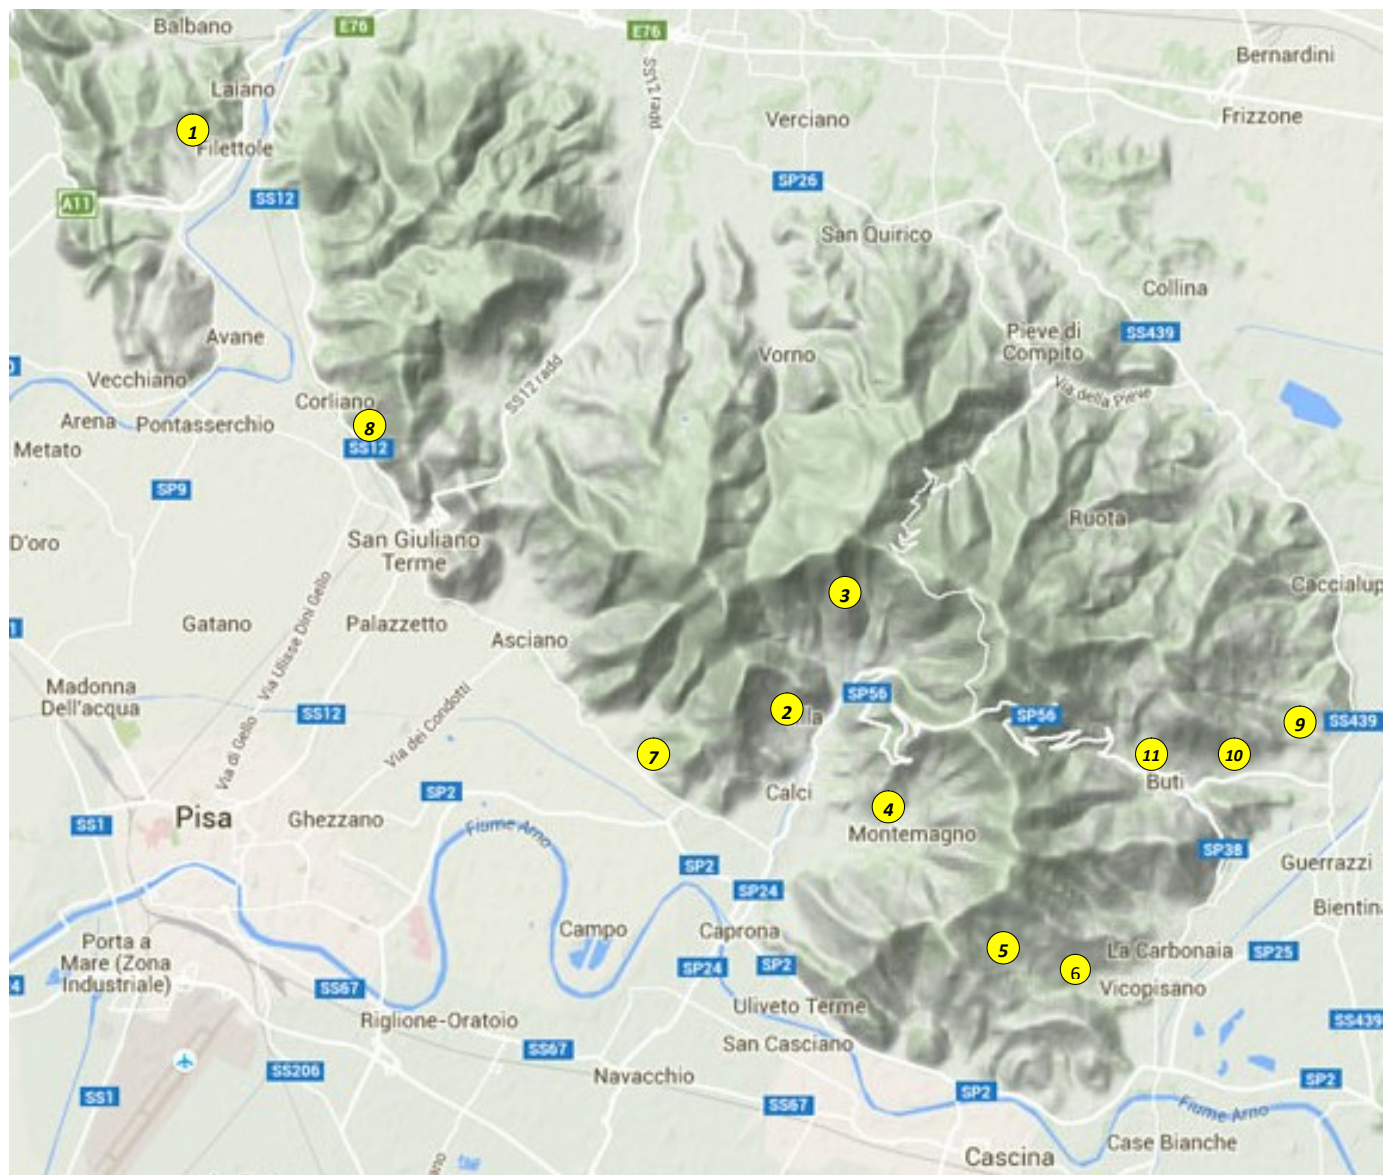 Balbano
E76
E76
Bernardini
Laiano
SS12 radd
Frizzone
Verciano
1
Filettole
SP26
A11
SS12
San Quirico
Collina
Avane
Pieve di
Compito
SS439
Vorno
Vecchiano
SS12 radd
Via della Pieve
Corliano
Arena
Pontasserchio
8
Metato
SS12
SP9
Ruota
D'oro
San Giuliano
Terme
Caccialup
3
Via Ulisse Dini Gello
Gatano
Palazzetto
Asciano
Madonna
Dell'acqua
SP56
SS12
2
la
SP56
9
SS439
Via dei Condotti
Via di Gello
7
11
10
Buti
SP2
Calci
4
Pisa
Ghezzano
Fiume Arno
SS1
Montemagno
SP38
SP2
Guerrazzi
SP24
Bientin
Porta a
Mare (Zona
Industriale)
Campo
Caprona
5
La Carbonaia
SP25
SP24
SP2
6
4
SS67
Vicopisano
Uliveto Terme
Riglione-Oratoio
SS439
San Casciano
SS67
SS206
Navacchio
SP2
SP2
SS1
SS67
Fiume Arno
Case Bianche
Cascina
ano